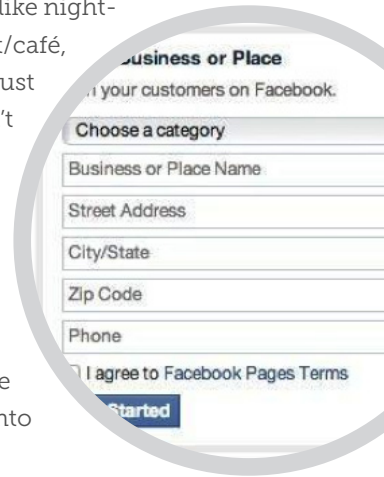 like night-
/café,
ust
't
e
nto
Business or Place
your customers on Facebook.
Choose a category
Business or Place Name
Street Address
City/State
Zip Code
Phone
I agree to Facebook Pages Terms
Started